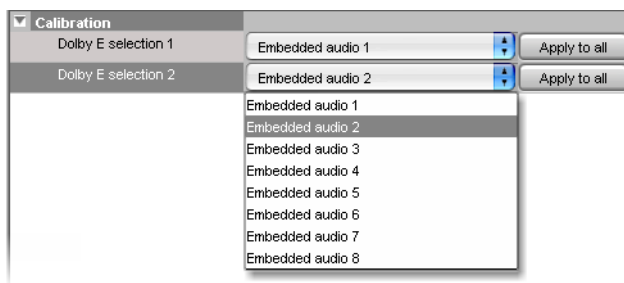 Calibration
Dolby E selection 1 Embedded audio 1 Apply to all
Dolby E selection 2 Embedded audio 2 Apply to all
Embedded audio 1
Embedded audio 2
Embedded audio 3
Embedded audio 4
Embedded audio 5
Embedded audio 6
Embedded audio 7
Embedded audio 8